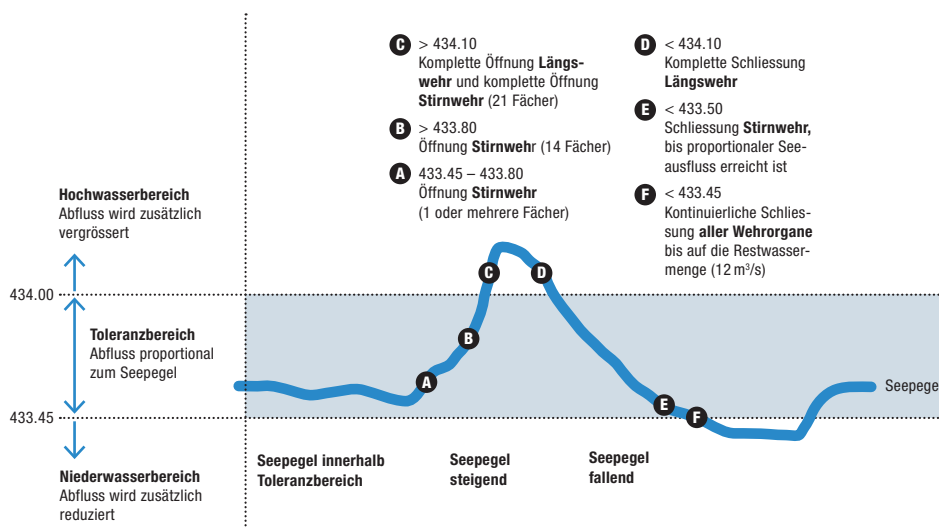 C > 434.10
Komplette Öffnung Längs-
wehr und komplette Öffnung
Stirnwehr (21 Fächer)
B > 433.80
Öffnung Stirnwehr (14 Fächer)
A 433.45 – 433.80
Öffnung Stirnwehr
(1 oder mehrere Fächer)
D < 434.10
Komplette Schliessung
Längswehr
E < 433.50
Schliessung Stirnwehr,
bis proportionaler See-
ausfluss erreicht ist
F < 433.45
Kontinuierliche Schlies-
sung aller Wehrorgane
bis auf die Restwasser-
menge (12 m³/s)
Hochwasserbereich
Abfluss wird zusätzlich
vergrössert
434.00
Toleranzbereich
Abfluss proportional
zum Seepegel
433.45
Niederwasserbereich
Abfluss wird zusätzlich
reduziert
A
B
C
D
E
F
Seepegel
Seepegel innerhalb
Toleranzbereich
Seepegel
steigend
Seepegel
fallend